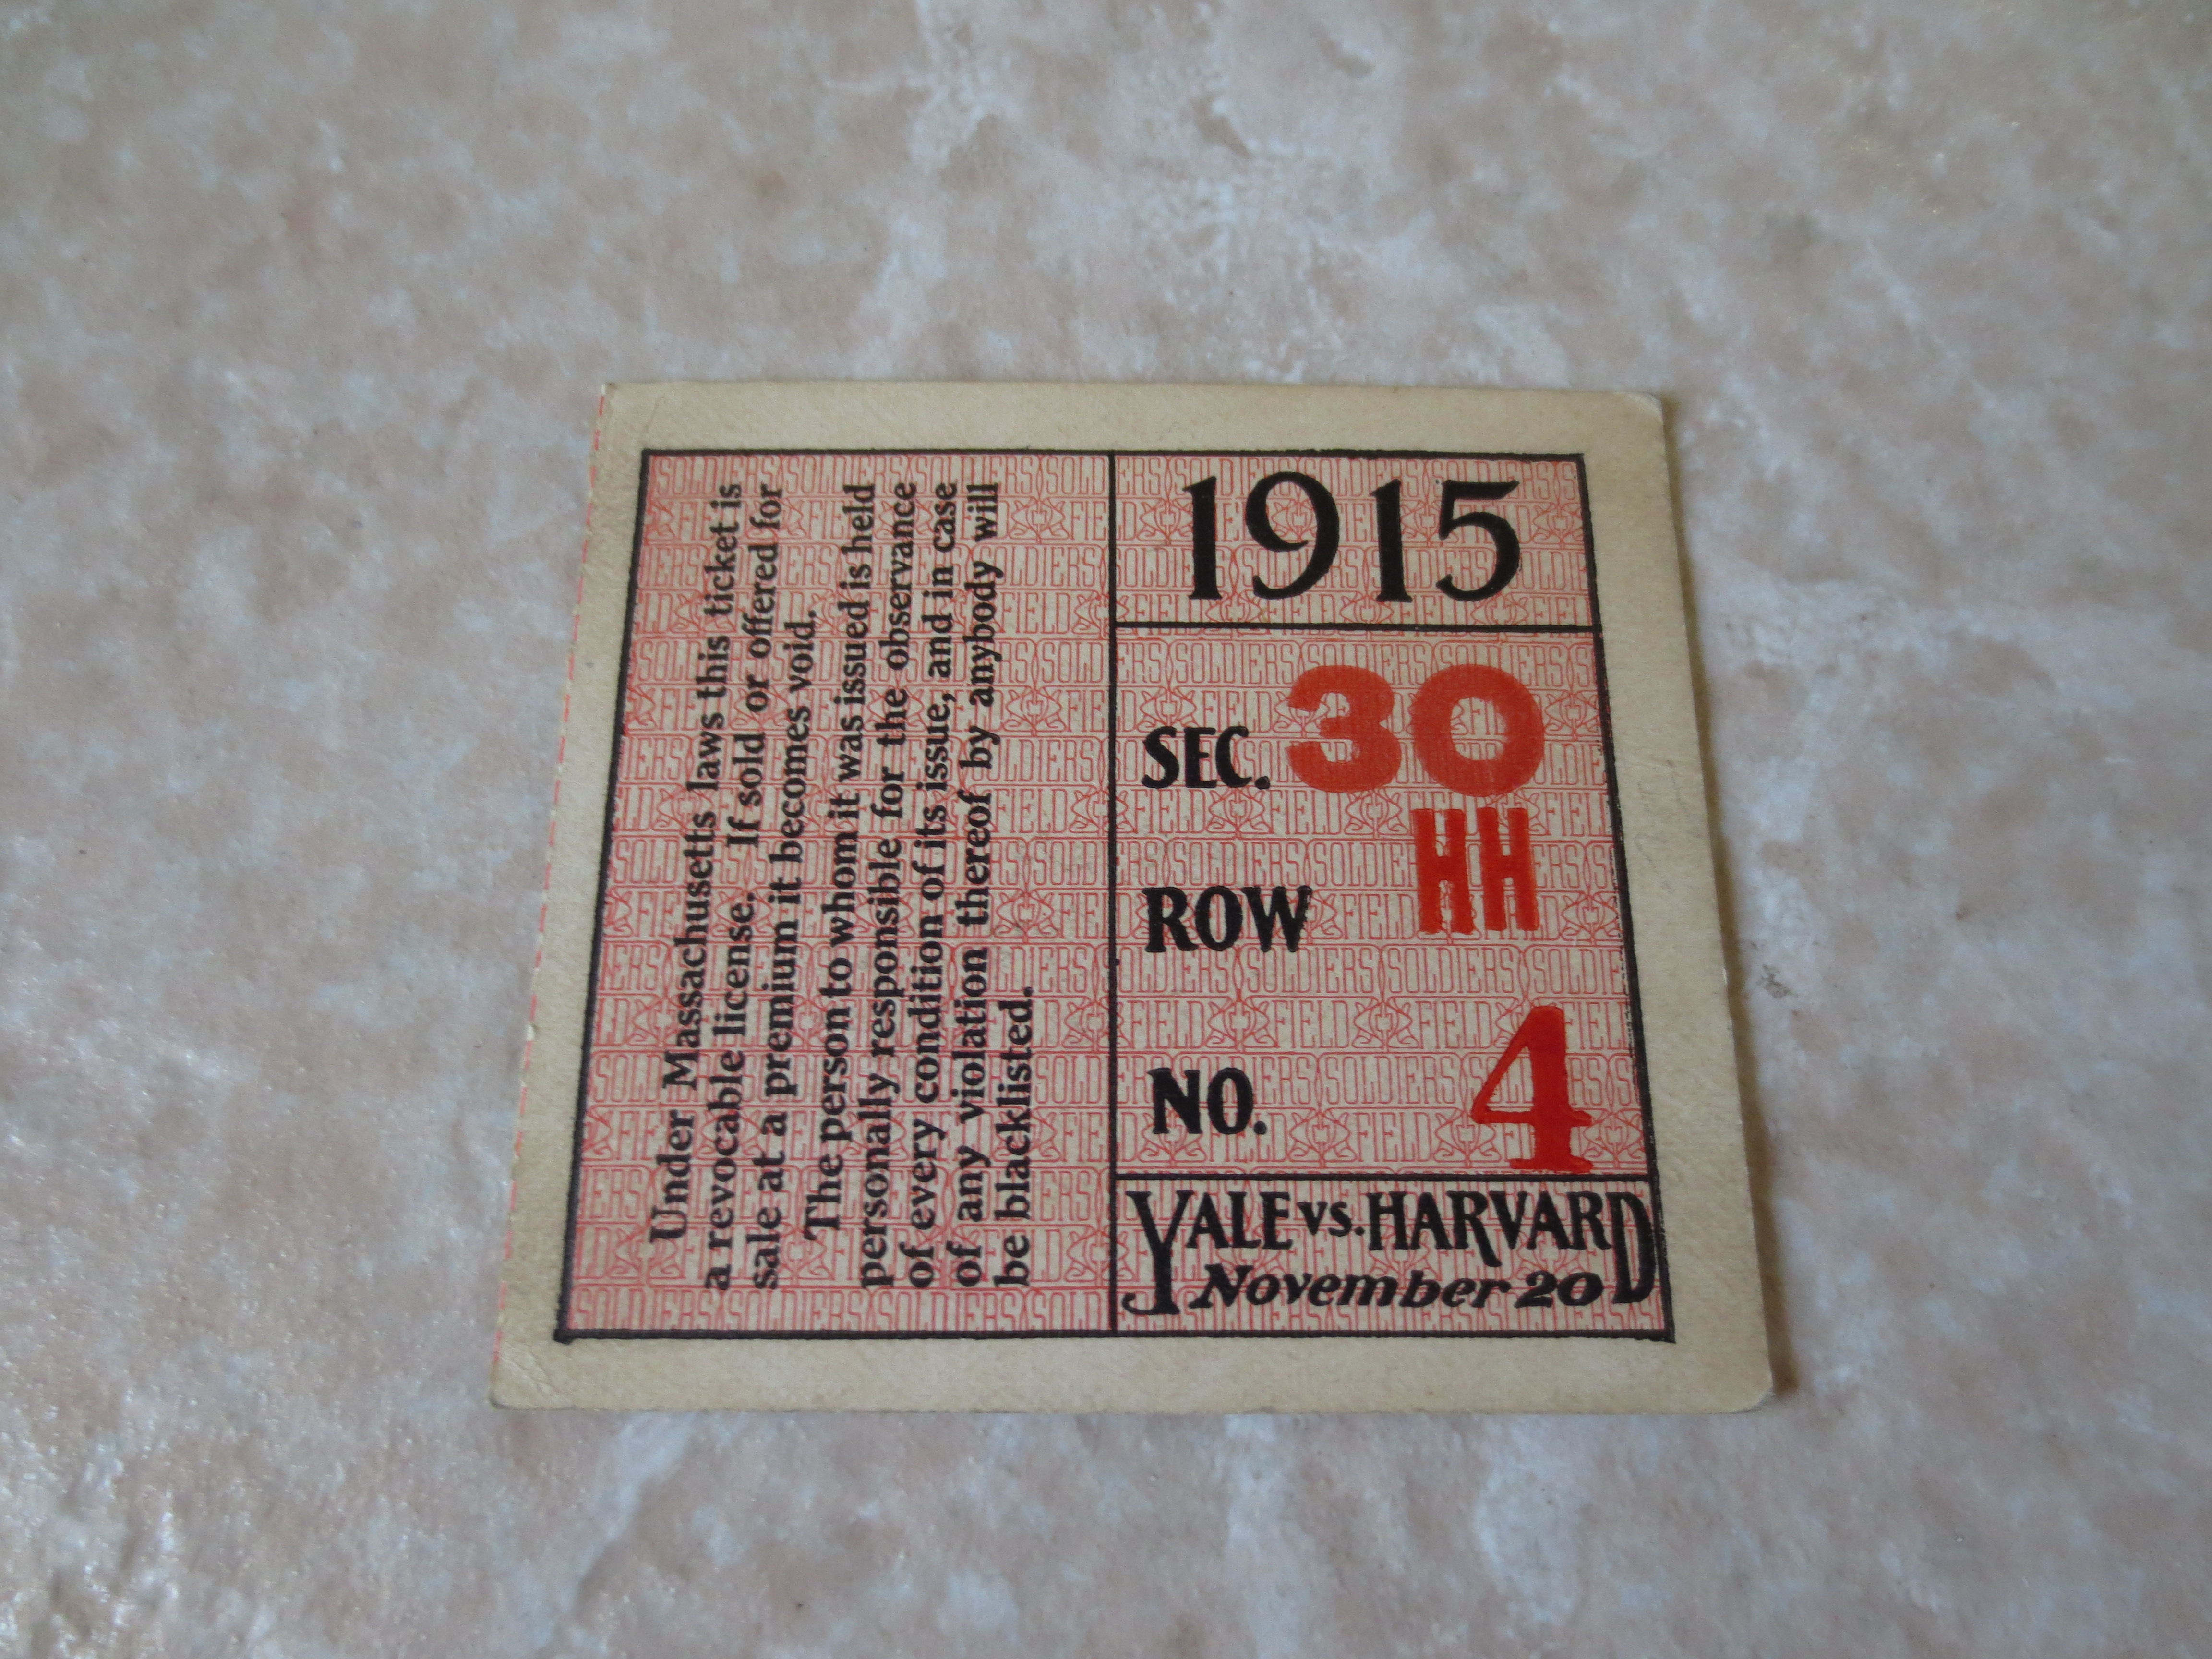 Under Massachusetts laws this ticket is
a revocable license. If sold or offered for
sale at a premium it becomes void.
The person to whom it was issued is held
personally responsible for the observance
of every condition of its issue, and in case
of any violation thereof by anybody will
be blacklisted.
1915
SEC. 30
ROW HH
NO. 4
YALE VS. HARVARD
November 20
SOLDIERS
FIELD